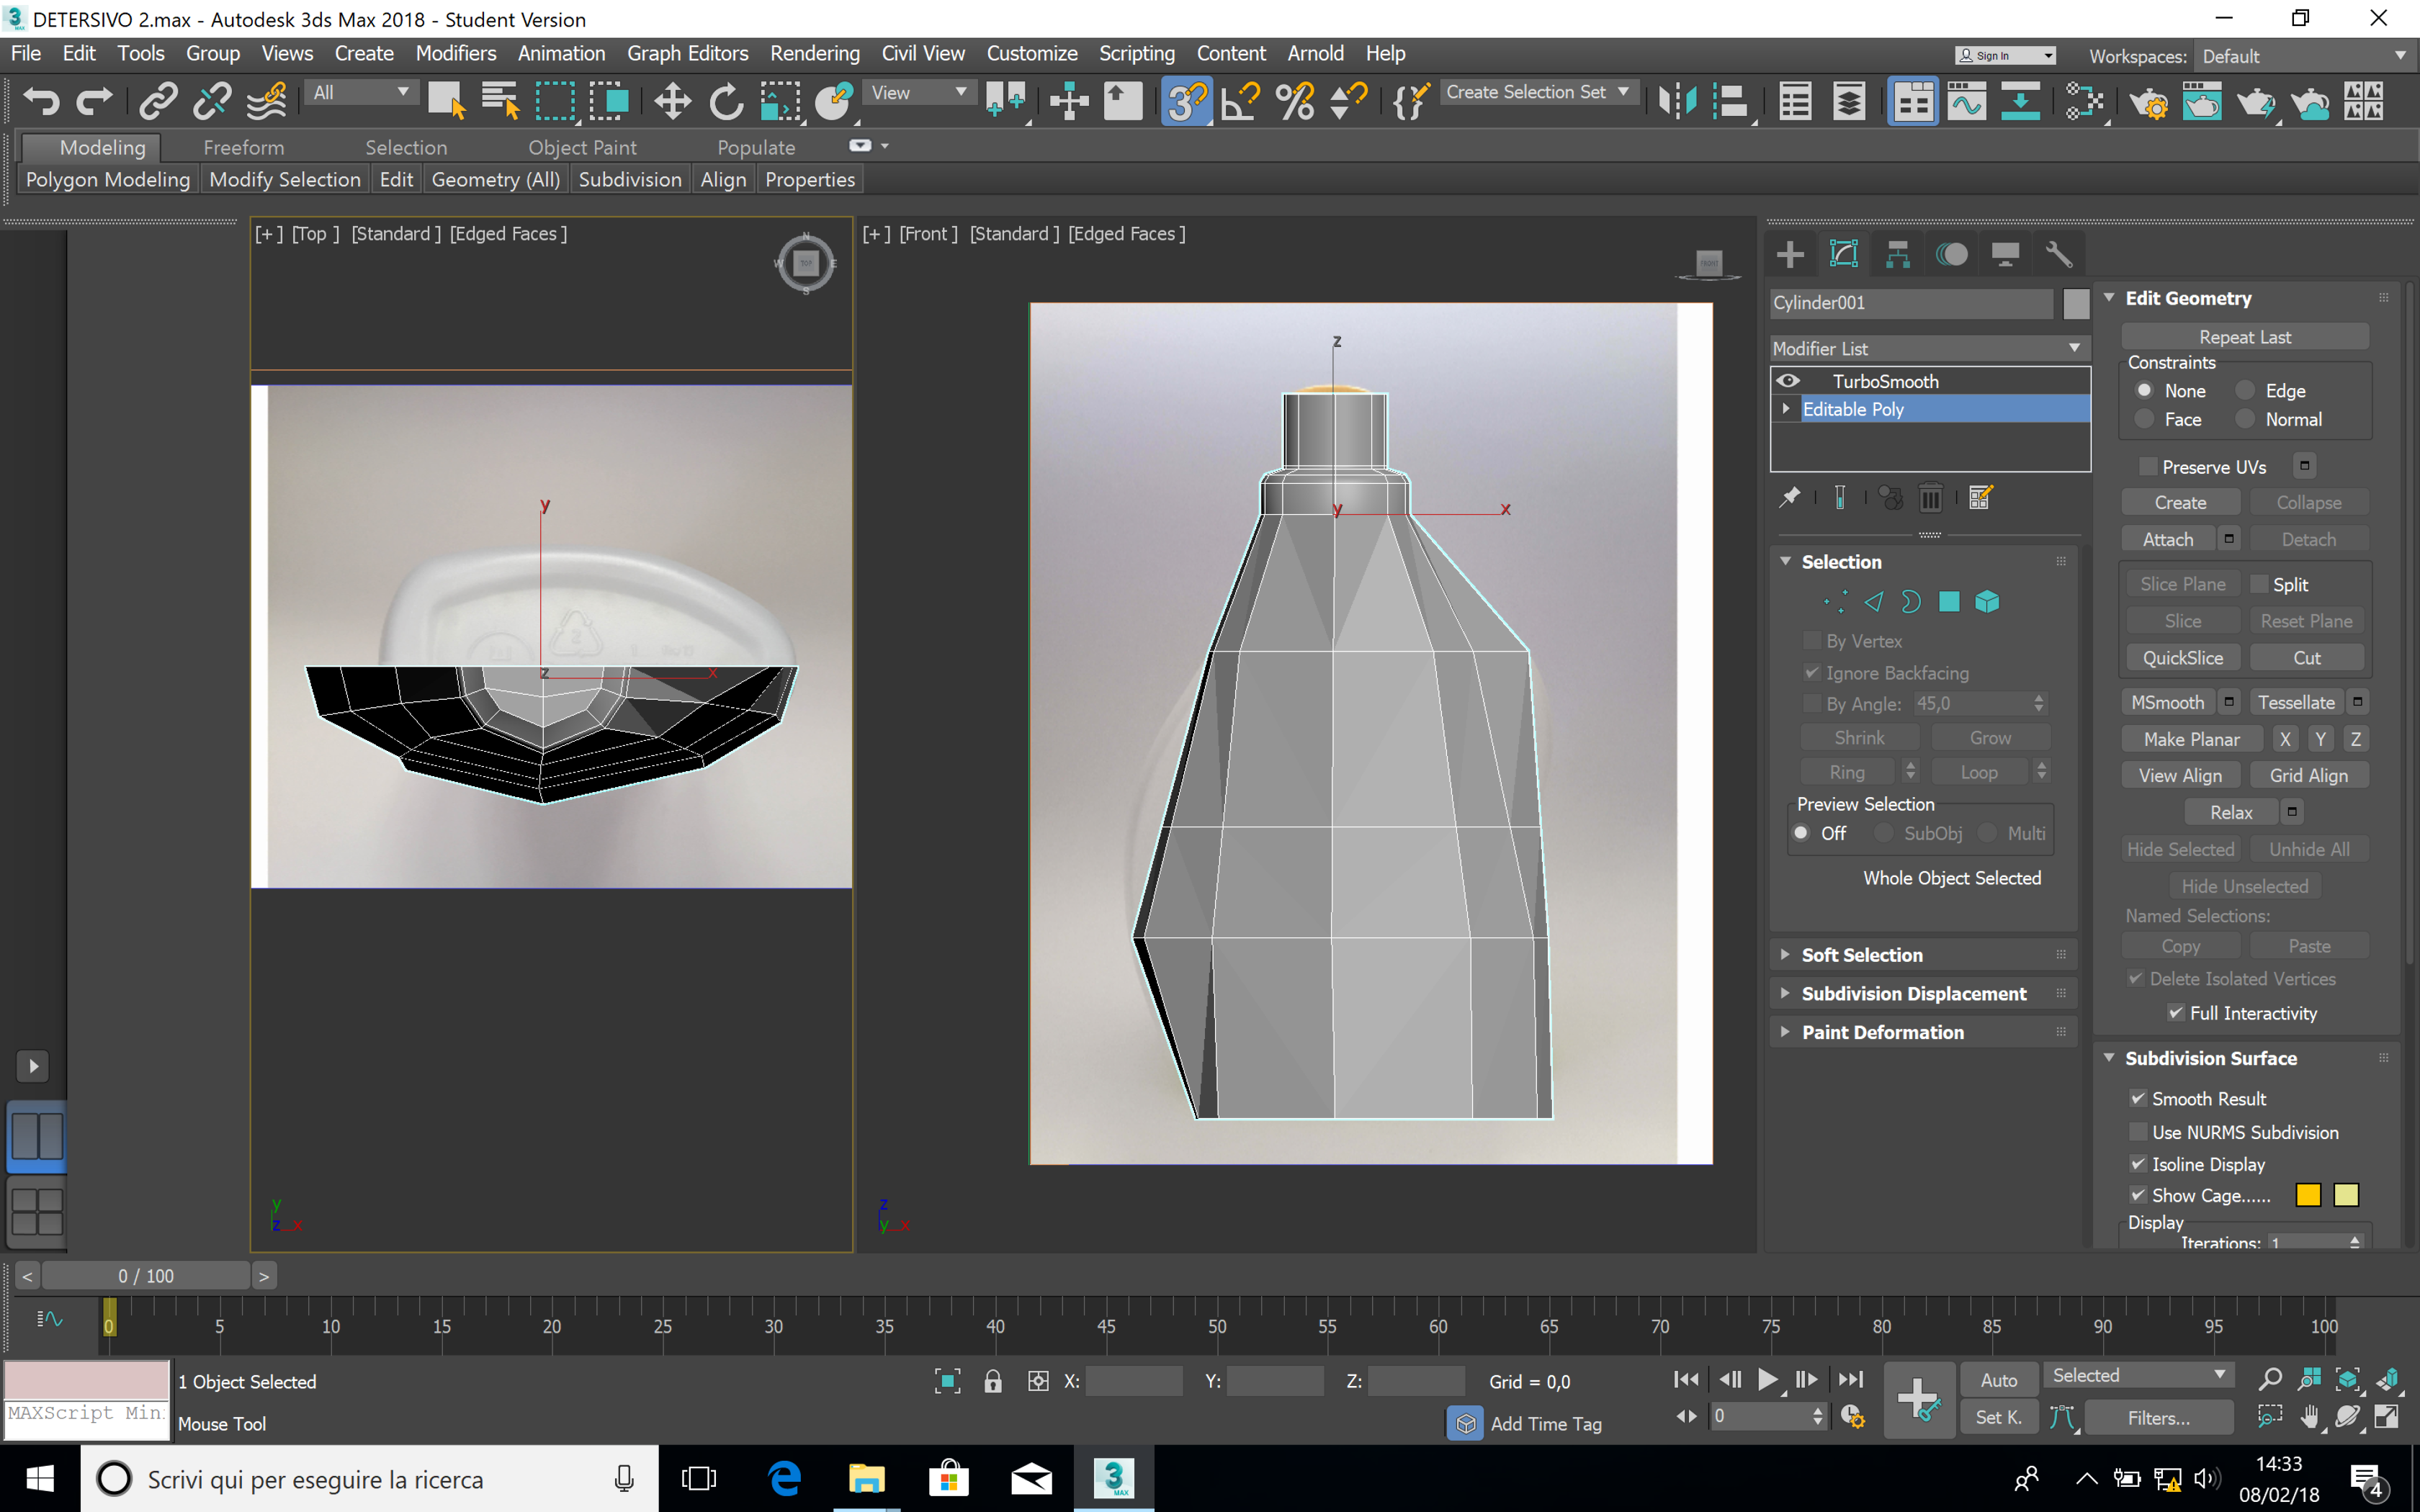 DETERSIVO 2.max - Autodesk 3ds Max 2018 - Student Version
File Edit Tools Group Views Create Modifiers Animation Graph Editors Rendering Civil View Customize Scripting Content Arnold Help
Sign In
Workspaces: Default
All
View
Create Selection Set
Modeling Freeform Selection Object Paint Populate
Polygon Modeling Modify Selection Edit Geometry (All) Subdivision Align Properties
[+] [Top] [Standard] [Edged Faces]
N
W TOP E
S
y
z x
y
z x
[+] [Front] [Standard] [Edged Faces]
FRONT
z
y x
z
y x
Cylinder001
Modifier List
TurboSmooth
Editable Poly
Selection
By Vertex
Ignore Backfacing
By Angle: 45,0
Shrink Grow
Ring Loop
Preview Selection
Off SubObj Multi
Whole Object Selected
Soft Selection
Subdivision Displacement
Paint Deformation
Edit Geometry
Repeat Last
Constraints
None Edge
Face Normal
Preserve UVs
Create Collapse
Attach Detach
Slice Plane Split
Slice Reset Plane
QuickSlice Cut
MSmooth Tessellate
Make Planar X Y Z
View Align Grid Align
Relax
Hide Selected Unhide All
Hide Unselected
Named Selections:
Copy Paste
Delete Isolated Vertices
Full Interactivity
Subdivision Surface
Smooth Result
Use NURMS Subdivision
Isoline Display
Show Cage......
Display
Iterations: 1
< 0 / 100 >
0 5 10 15 20 25 30 35 40 45 50 55 60 65 70 75 80 85 90 95 100
1 Object Selected
X: Y: Z: Grid = 0,0
Auto Selected
MAXScript Min
Mouse Tool
Add Time Tag
0
Set K. Filters...
Scrivi qui per eseguire la ricerca
3
MAX
14:33
08/02/18
4